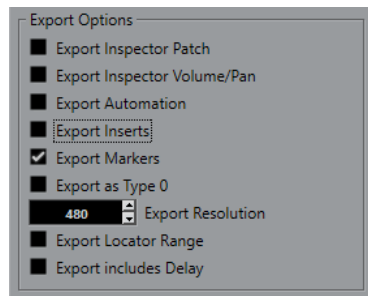 Export Options
Export Inspector Patch
Export Inspector Volume/Pan
Export Automation
Export Inserts
Export Markers
Export as Type 0
480 Export Resolution
Export Locator Range
Export includes Delay